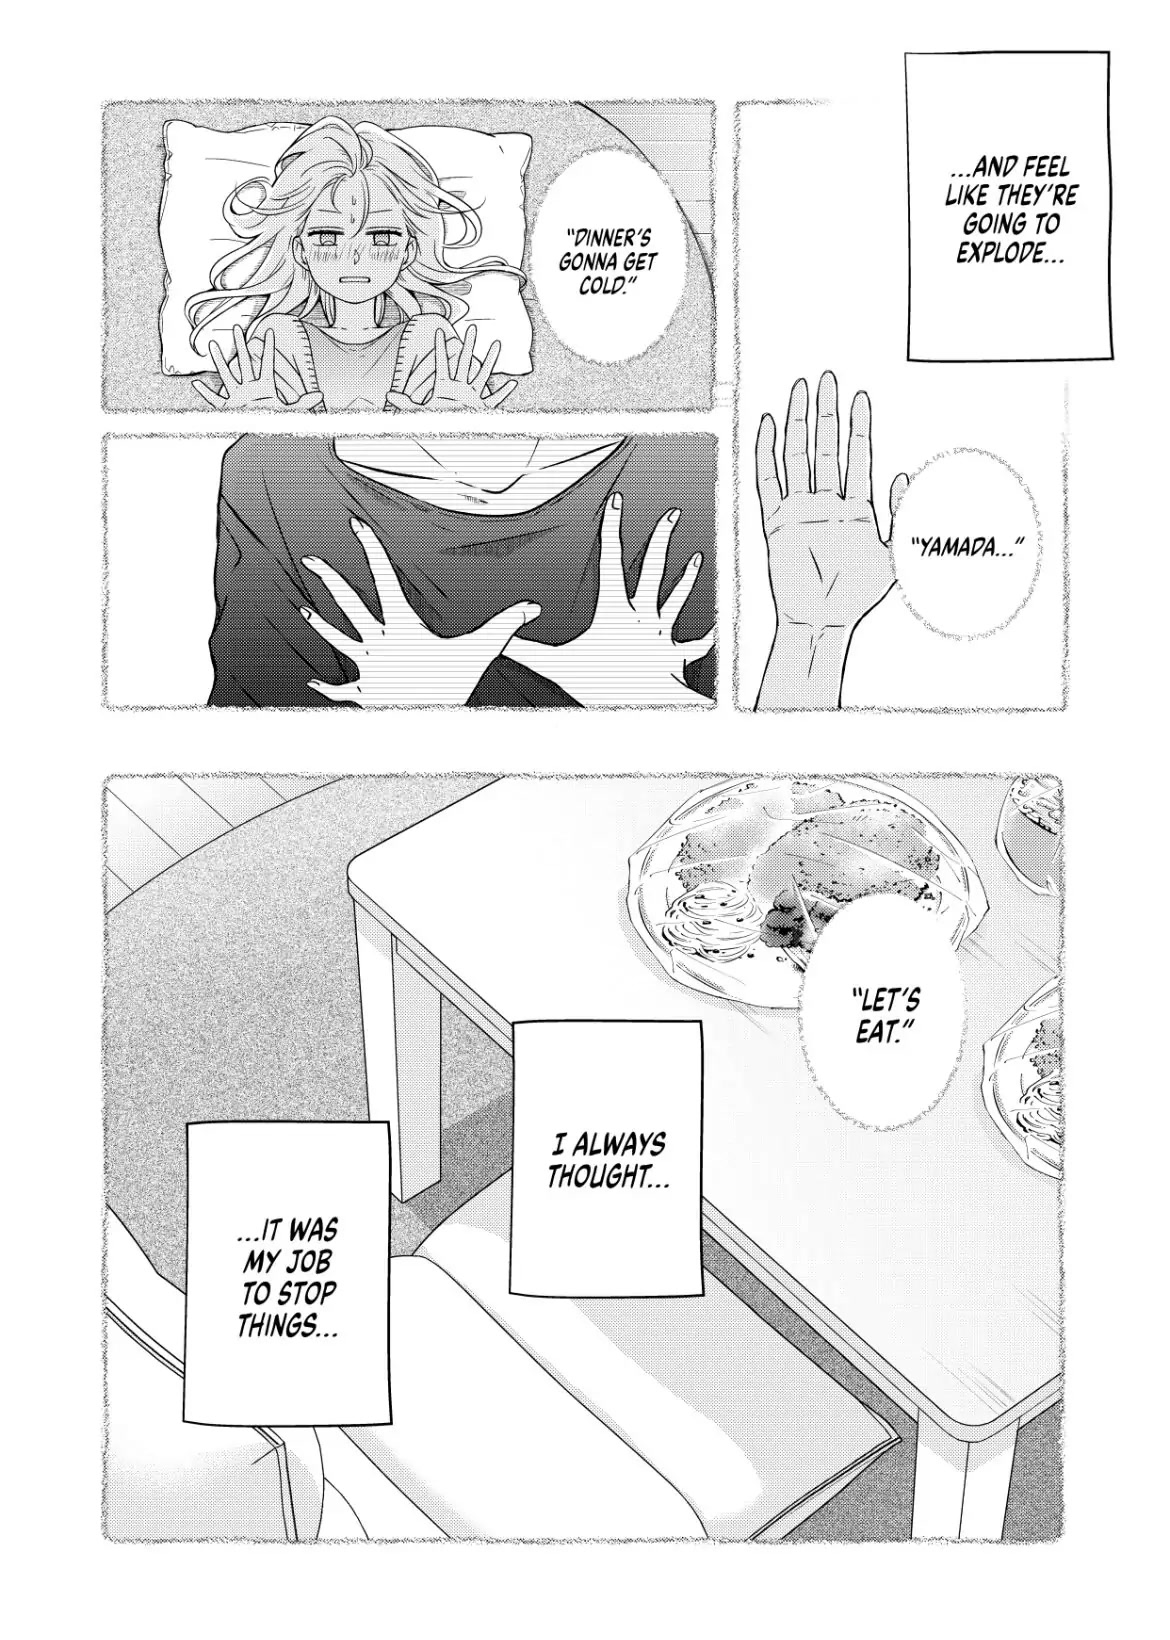 ...AND FEEL
LIKE THEY'RE
GOING TO
EXPLODE...
"YAMADA..."
"DINNER'S
GONNA GET
COLD."
"LET'S
EAT."
I ALWAYS
THOUGHT...
...IT WAS
MY JOB
TO STOP
THINGS...